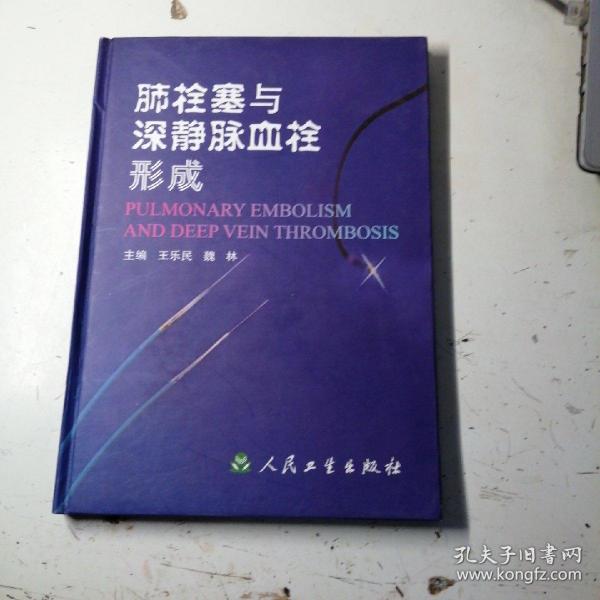 肺栓塞与
深静脉血栓
形成
PULMONARY EMBOLISM
AND DEEP VEIN THROMBOSIS
主编 王乐民 魏 林
人民卫生出版社
孔夫子旧书网
www.kongfz.com